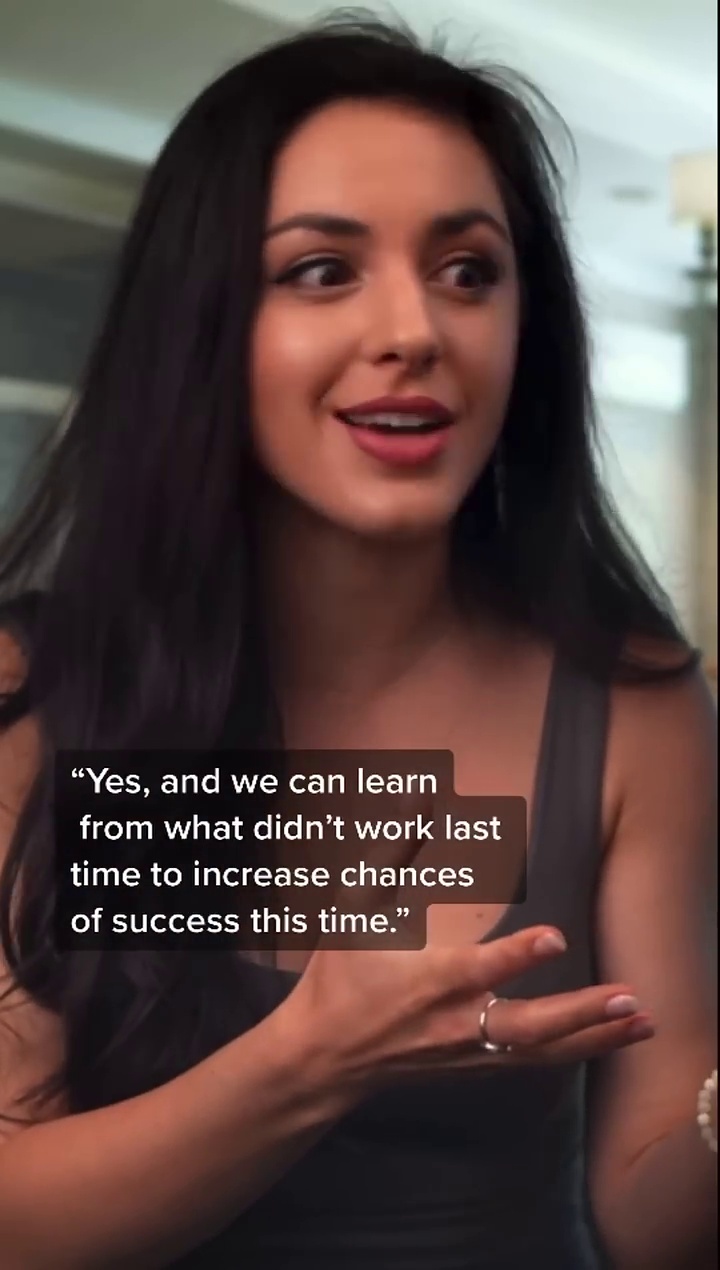 “Yes, and we can learn
from what didn’t work last
time to increase chances
of success this time.”